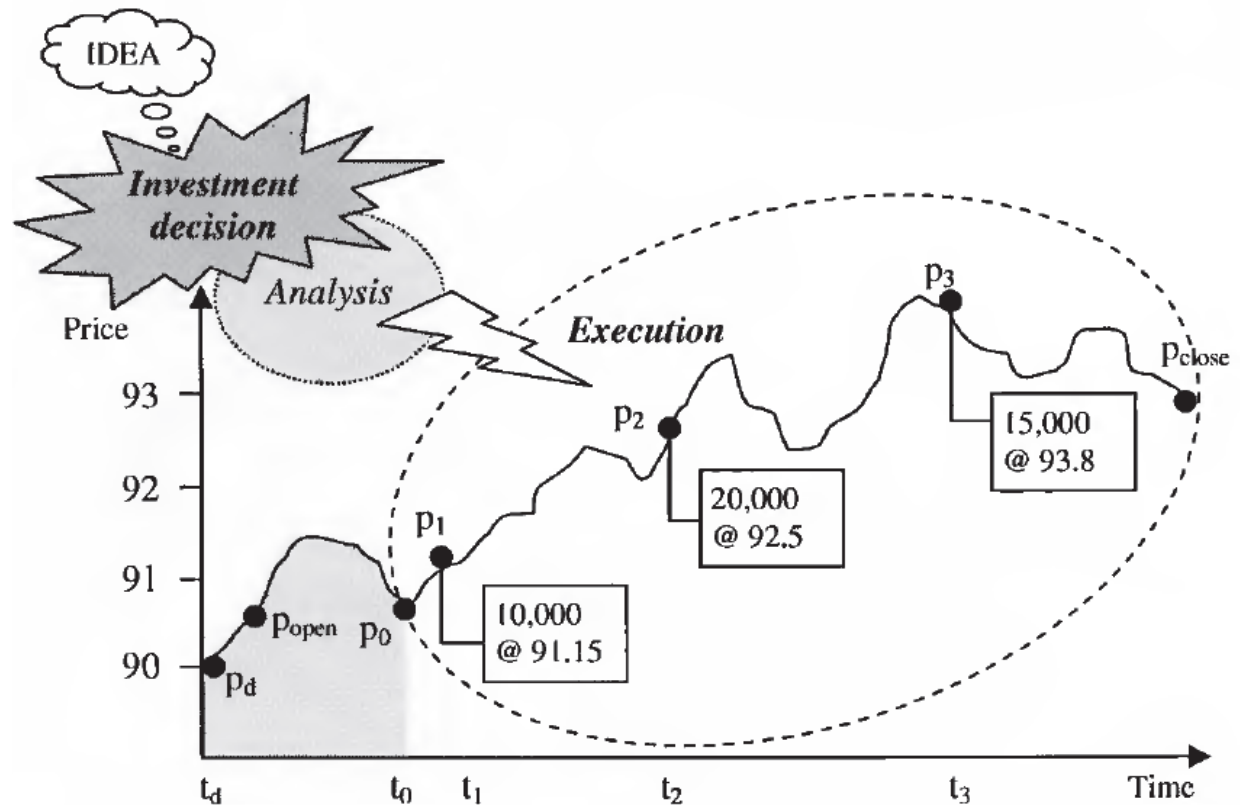 IDEA
Investment
decision
Analysis
Price
Execution
93
92
91
90
p3
pclose
15,000
@ 93.8
p2
20,000
@ 92.5
p1
10,000
@ 91.15
popen
p0
pd
td
t0
t1
t2
t3
Time